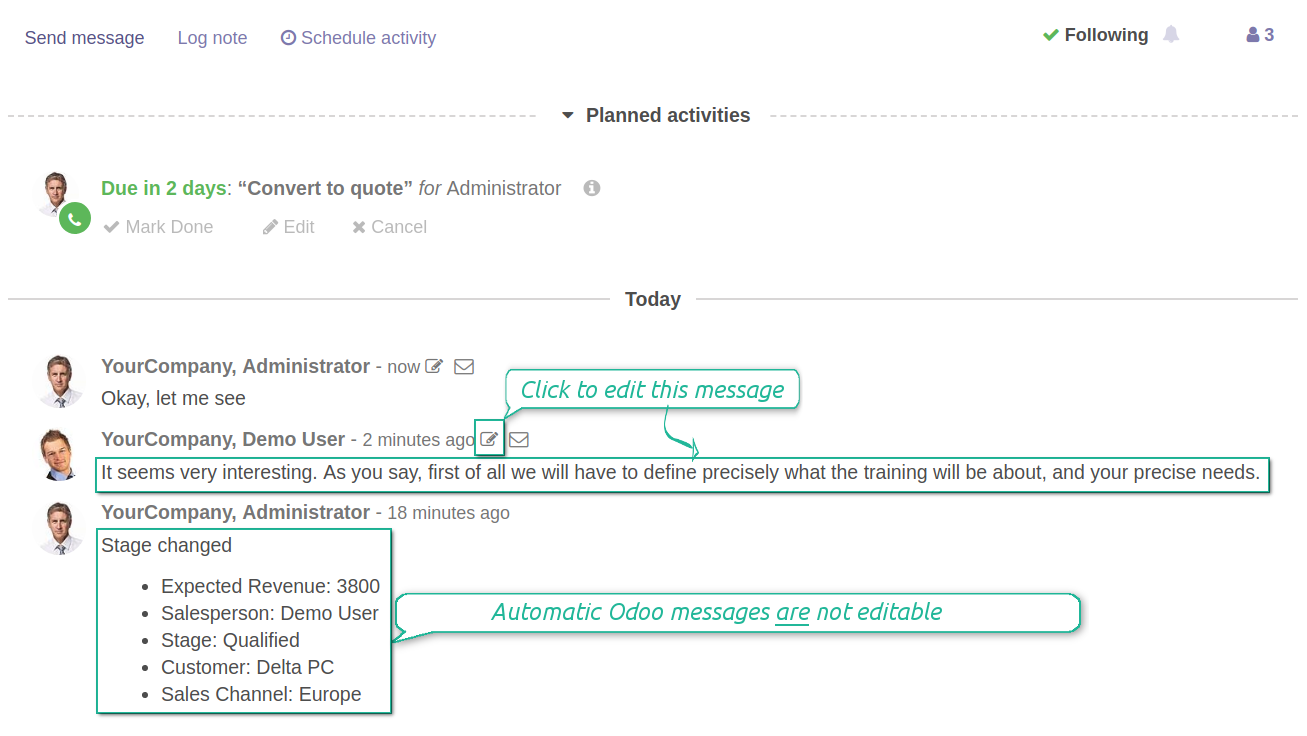 Send message Log note Schedule activity Following 3
Planned activities
Due in 2 days: “Convert to quote” for Administrator
Mark Done Edit Cancel
Today
YourCompany, Administrator - now
Click to edit this message
Okay, let me see
YourCompany, Demo User - 2 minutes ago
It seems very interesting. As you say, first of all we will have to define precisely what the training will be about, and your precise needs.
YourCompany, Administrator - 18 minutes ago
Stage changed
• Expected Revenue: 3800
• Salesperson: Demo User
Automatic Odoo messages are not editable
• Stage: Qualified
• Customer: Delta PC
• Sales Channel: Europe